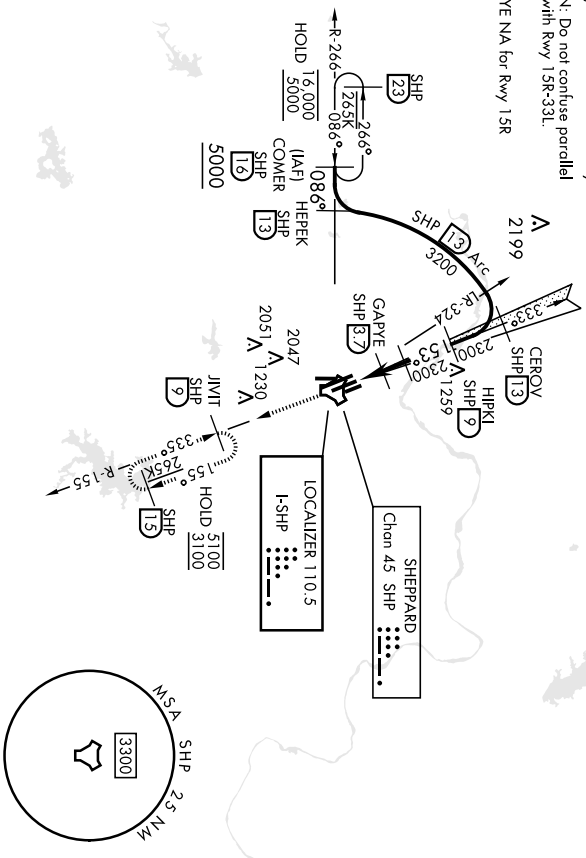 N: Do not confuse parallel
with Rwy 15R-33L.
YE NA for Rwy 15R
2199
SHP
23
R-266
266°
265K
086°
HOLD 16,000
5000
(IAF)
COMER
SHP
16
5000
086°
HEPEK
SHP
13
SHP 13 Arc
3200
LR-324
333°
CEROV
SHP 13
2300
HIPKI
SHP 9
153°
2300
1259
GAPYE
SHP 3.7
2047
2051
1230
JIVIT
SHP
9
335°
155°
265K
R-155
HOLD 5100
3100
SHP
15
LOCALIZER 110.5
I-SHP
SHEPPARD
Chan 45 SHP
MSA SHP 25 NM
3300